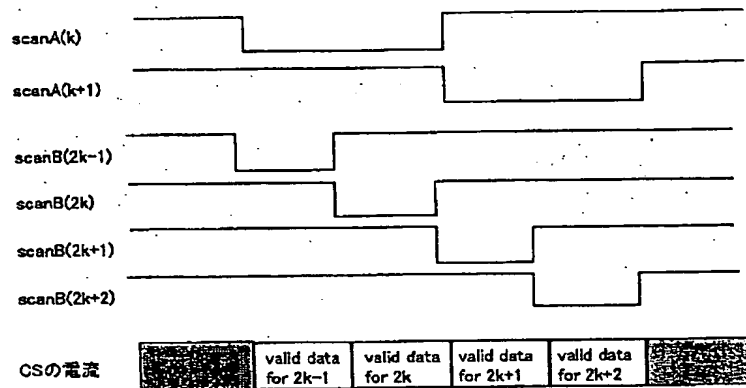 scanA(k)
scanA(k+1)
scanB(2k-1)
scanB(2k)
scanB(2k+1)
scanB(2k+2)
CSの電流
valid data for 2k-1
valid data for 2k
valid data for 2k+1
valid data for 2k+2